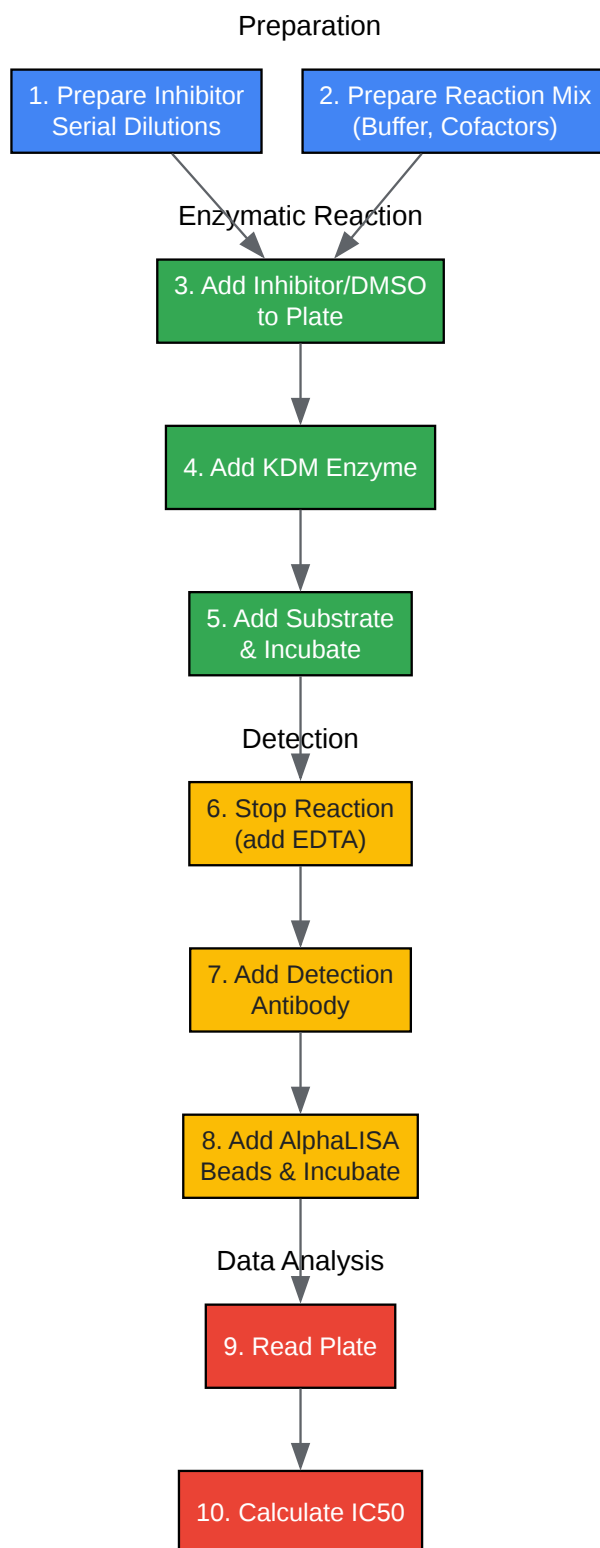 Preparation
1. Prepare Inhibitor
Serial Dilutions
2. Prepare Reaction Mix
(Buffer, Cofactors)
Enzymatic Reaction
3. Add Inhibitor/DMSO
to Plate
4. Add KDM Enzyme
5. Add Substrate
& Incubate
Detection
6. Stop Reaction
(add EDTA)
7. Add Detection
Antibody
8. Add AlphaLISA
Beads & Incubate
Data Analysis
9. Read Plate
10. Calculate IC50